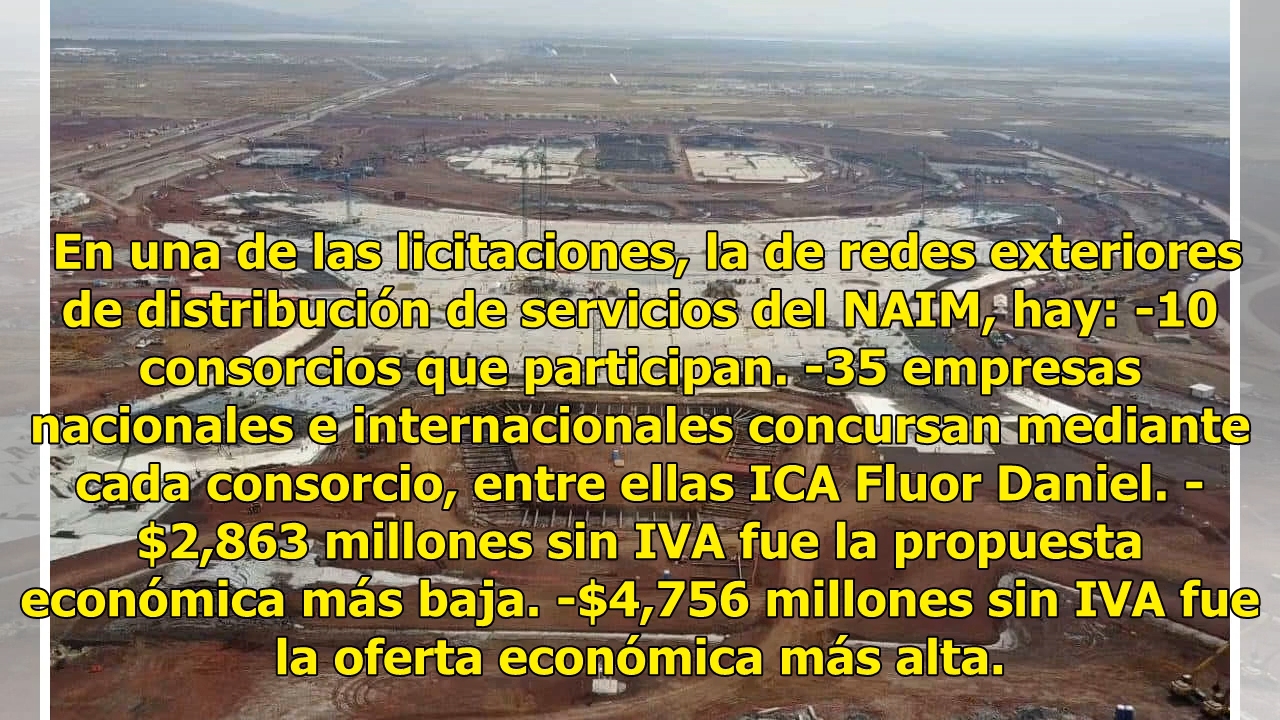 En una de las licitaciones, la de redes exteriores
de distribución de servicios del NAIM, hay: -10
consorcios que participan. -35 empresas
nacionales e internacionales concursan mediante
cada consorcio, entre ellas ICA Fluor Daniel. -
$2,863 millones sin IVA fue la propuesta
económica más baja. -$4,756 millones sin IVA fue
la oferta económica más alta.